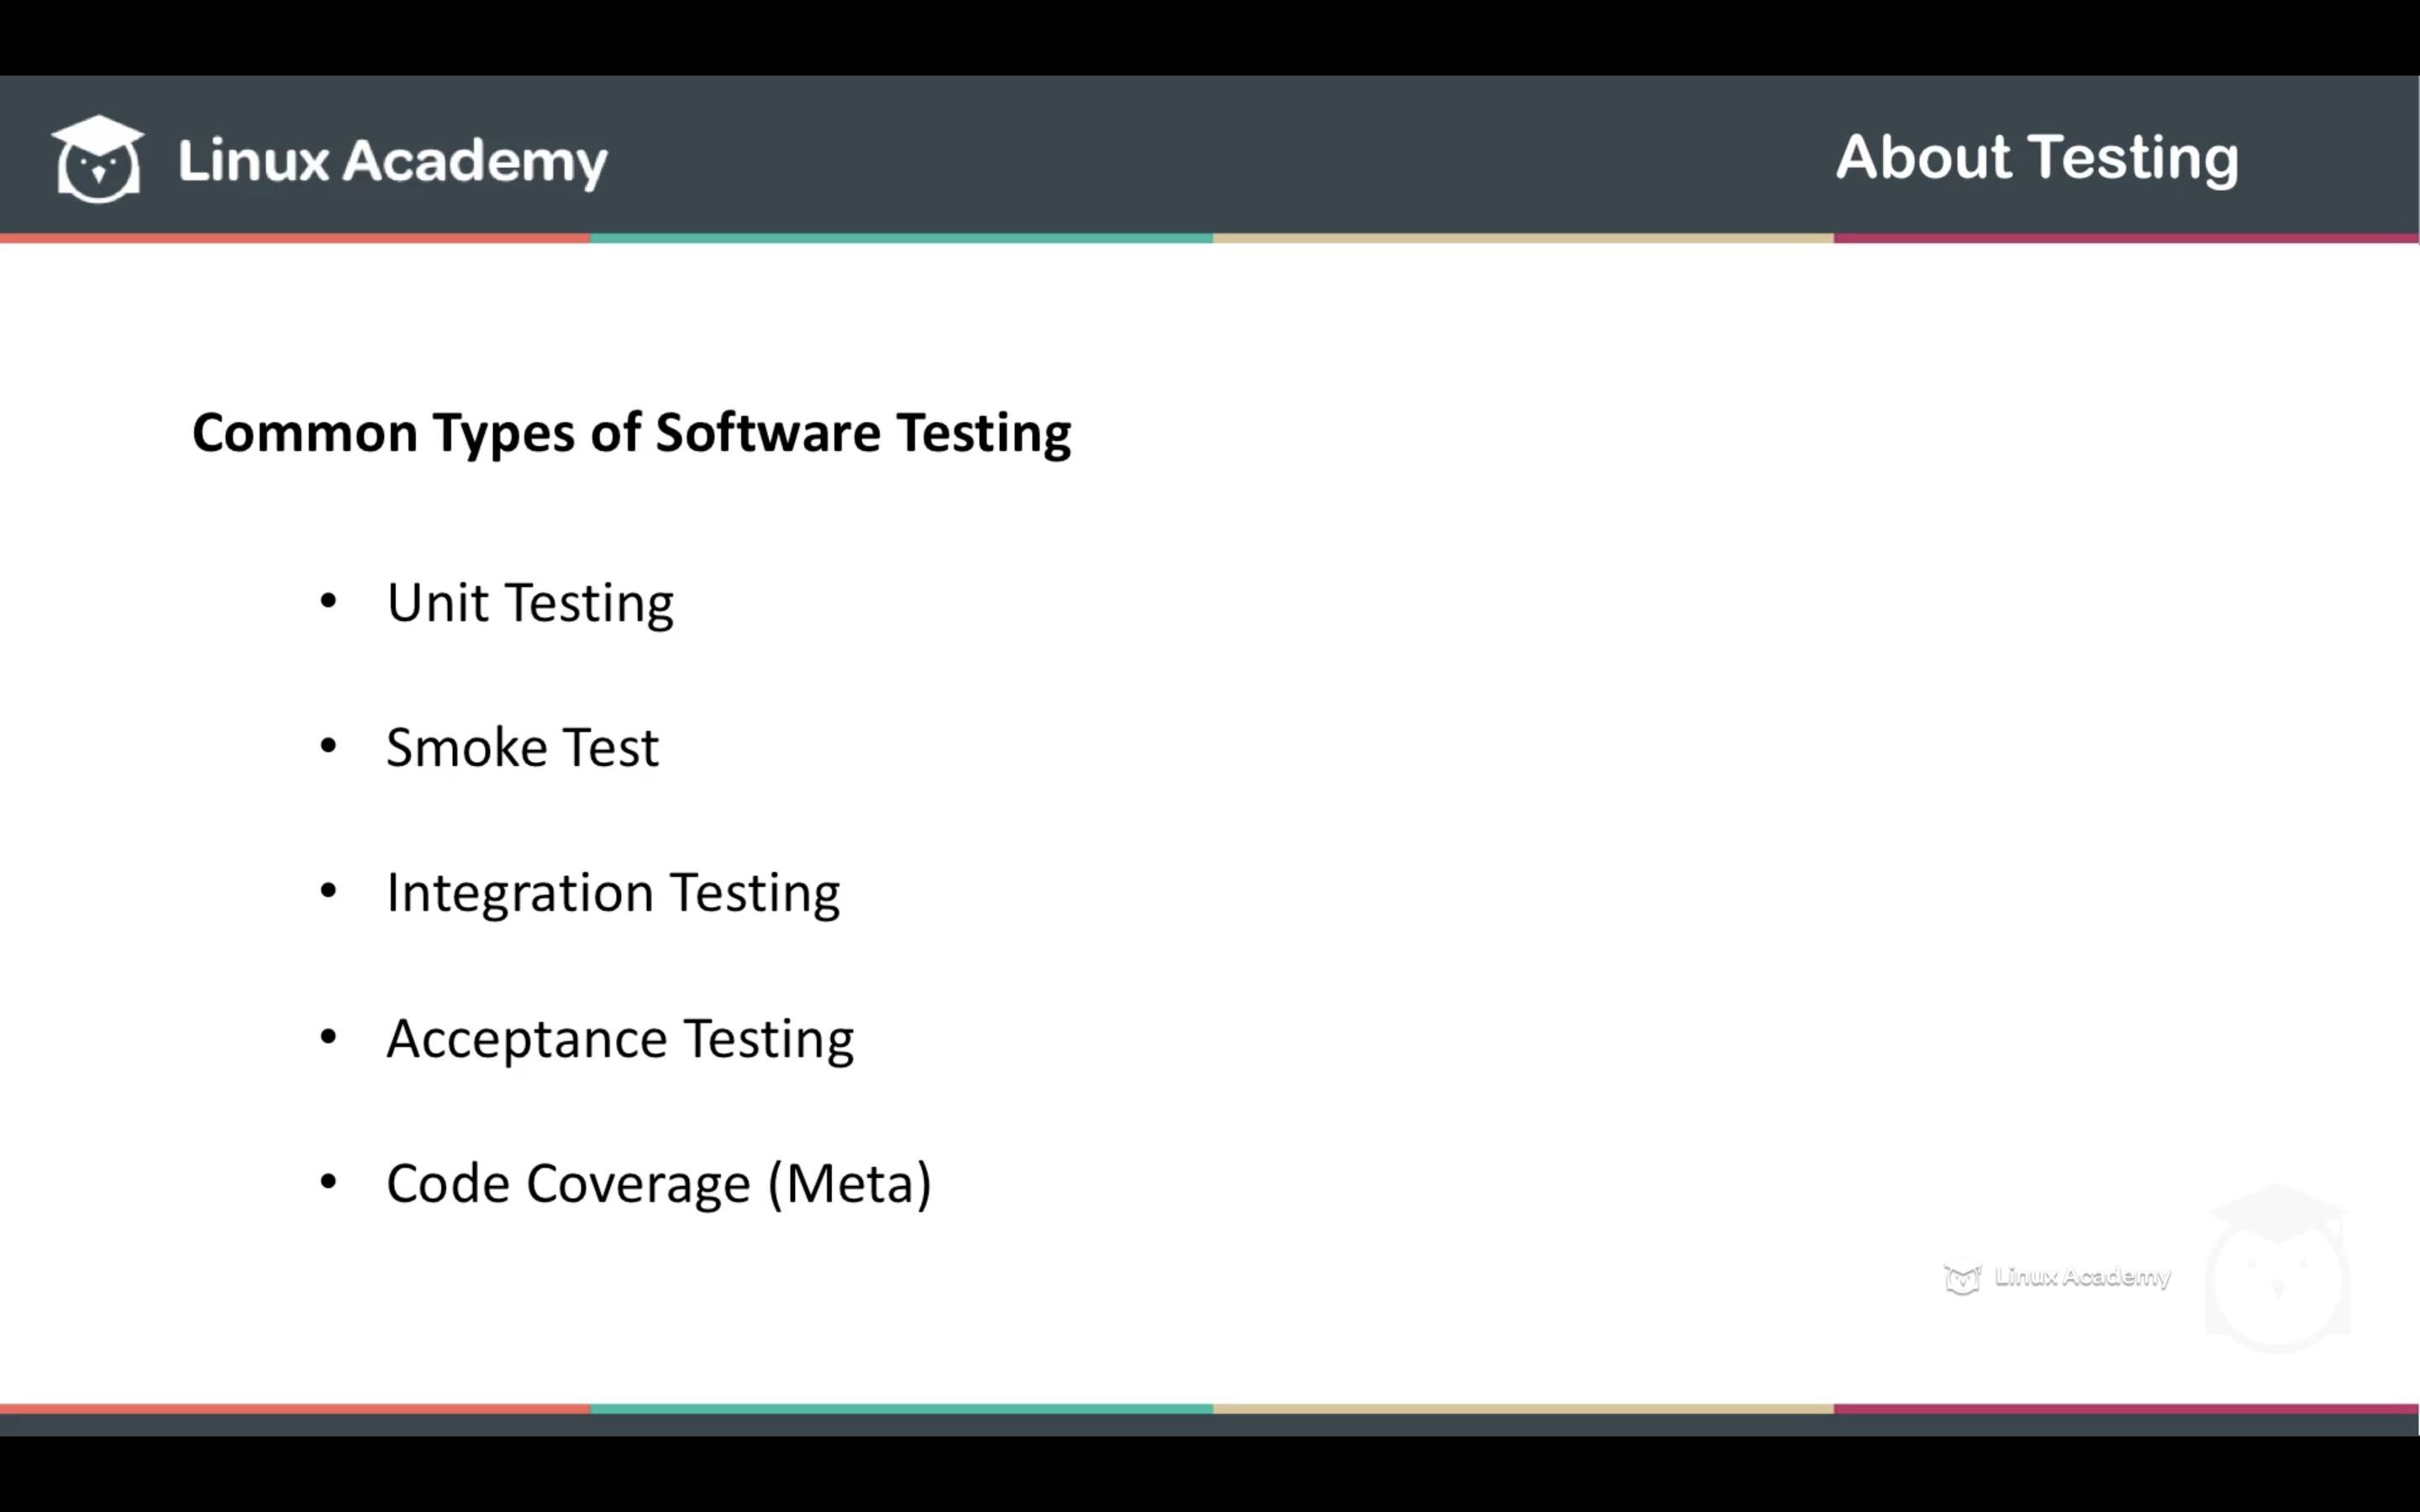 Linux Academy
About Testing
Common Types of Software Testing
• Unit Testing
• Smoke Test
• Integration Testing
• Acceptance Testing
• Code Coverage (Meta)
Linux Academy